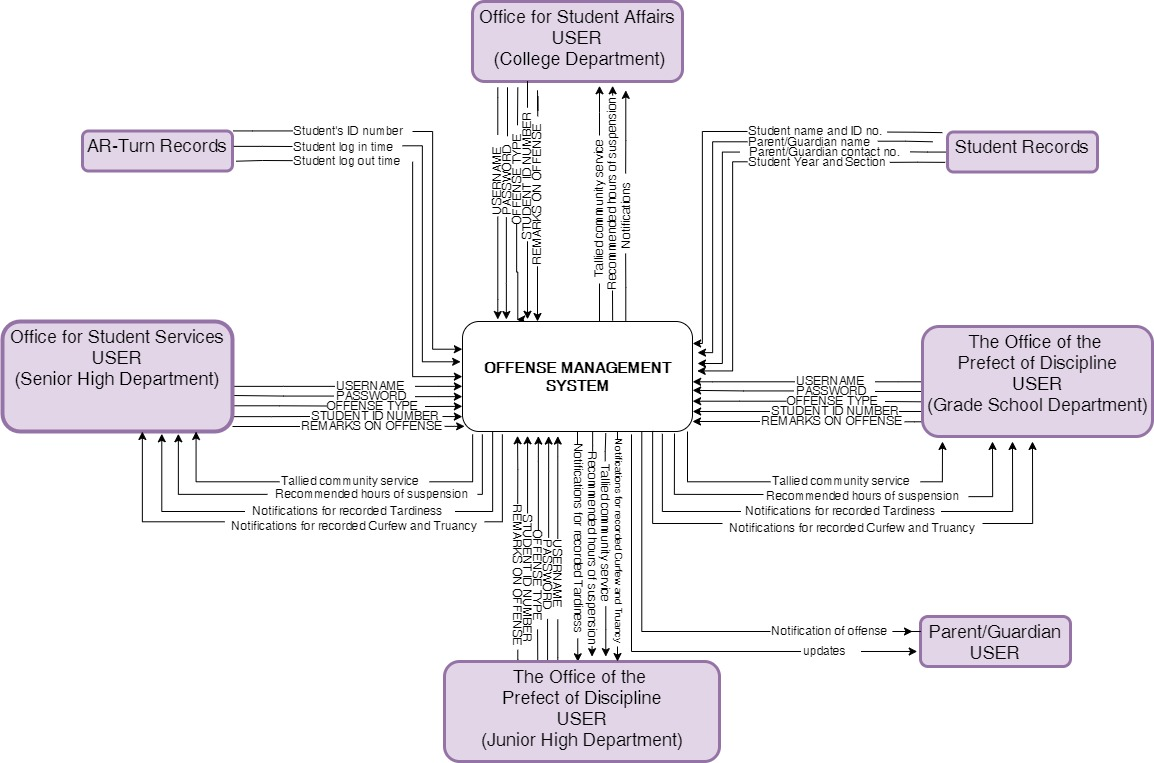 Office for Student Affairs
USER
(College Department)
AR-Turn Records
Student's ID number
Student log in time
Student log out time
USERNAME
PASSWORD
OFFENSE TYPE
STUDENT ID NUMBER
REMARKS ON OFFENSE
Tallied community service
Recommended hours of suspension
Notifications
Student name and ID no.
Parent/Guardian name
Parent/Guardian contact no.
Student Year and Section
Student Records
Office for Student Services
USER
(Senior High Department)
USERNAME
PASSWORD
OFFENSE TYPE
STUDENT ID NUMBER
REMARKS ON OFFENSE
OFFENSE MANAGEMENT
SYSTEM
USERNAME
PASSWORD
OFFENSE TYPE
STUDENT ID NUMBER
REMARKS ON OFFENSE
The Office of the
Prefect of Discipline
USER
(Grade School Department)
Tallied community service
Recommended hours of suspension
Notifications for recorded Tardiness
Notifications for recorded Curfew and Truancy
REMARKS ON OFFENSE
STUDENT ID NUMBER
OFFENSE TYPE
PASSWORD
USERNAME
Notifications for recorded Tardiness
Recommended hours of suspension
Tallied community service
Notifications for recorded Curfew and Truancy
Tallied community service
Recommended hours of suspension
Notifications for recorded Tardiness
Notifications for recorded Curfew and Truancy
Notification of offense
updates
Parent/Guardian
USER
The Office of the
Prefect of Discipline
USER
(Junior High Department)